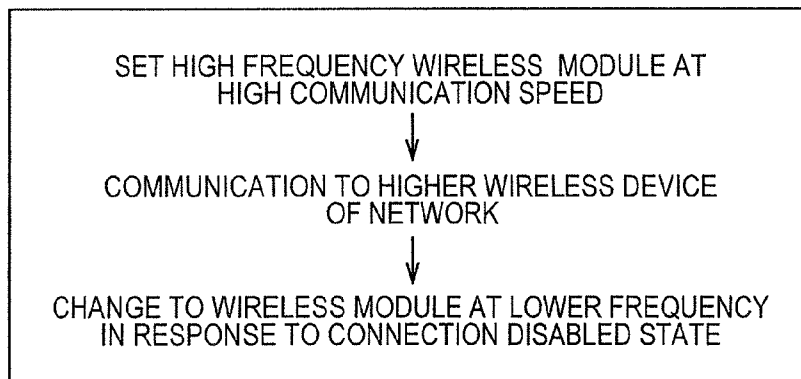 SET HIGH FREQUENCY WIRELESS MODULE AT
HIGH COMMUNICATION SPEED
COMMUNICATION TO HIGHER WIRELESS DEVICE
OF NETWORK
CHANGE TO WIRELESS MODULE AT LOWER FREQUENCY
IN RESPONSE TO CONNECTION DISABLED STATE